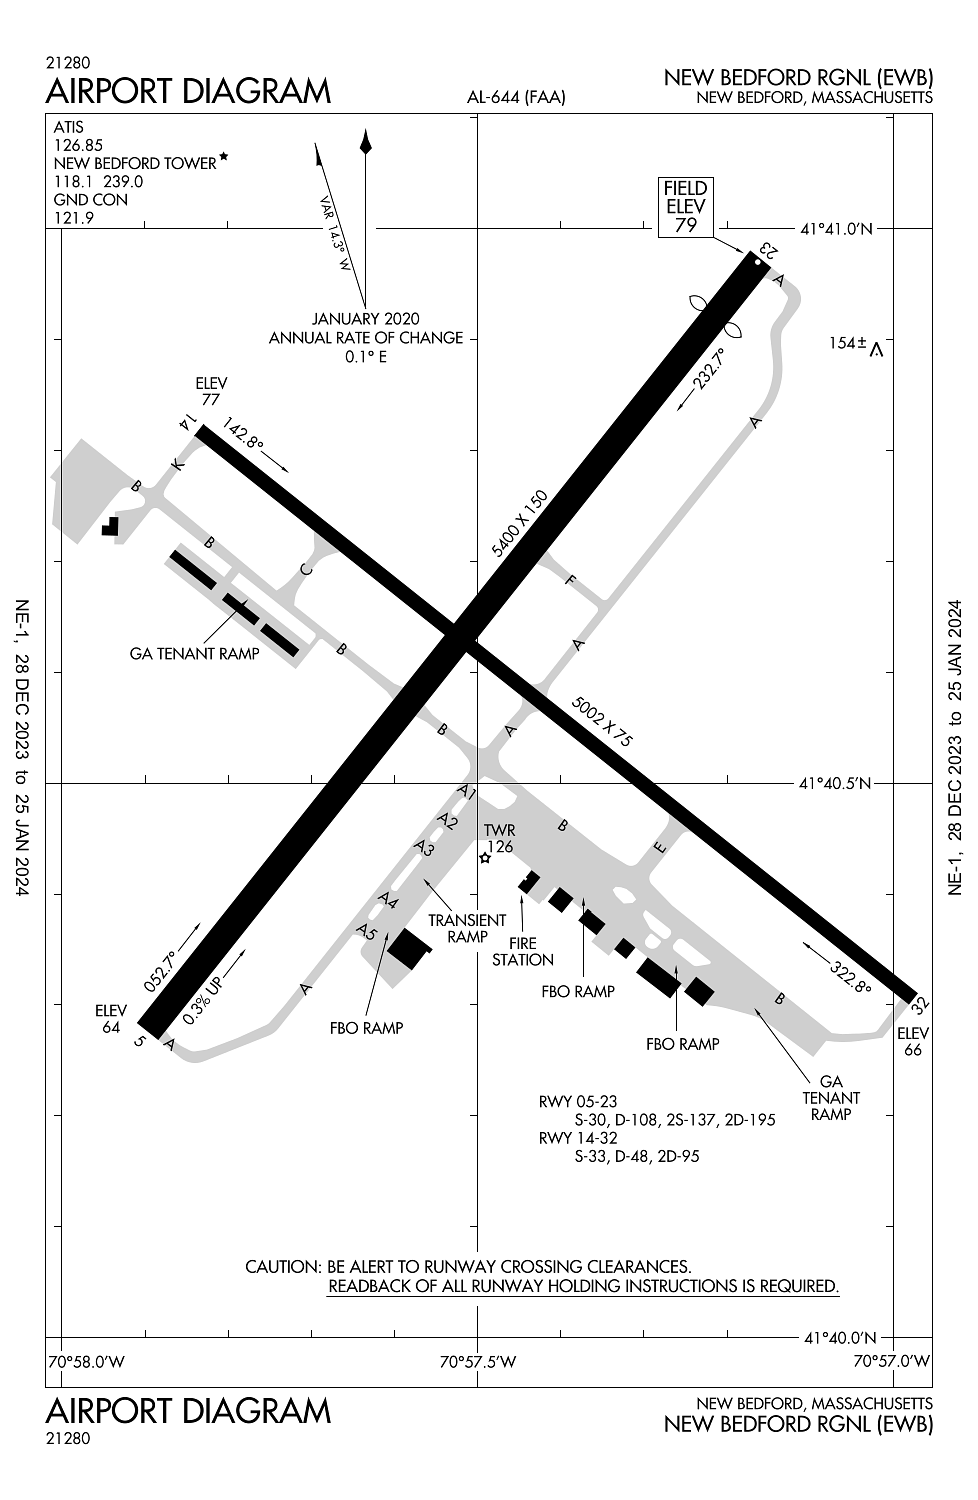 21280
AIRPORT DIAGRAM
AL-644 (FAA)
NEW BEDFORD RGNL (EWB)
NEW BEDFORD, MASSACHUSETTS
ATIS
126.85
NEW BEDFORD TOWER★
118.1 239.0
GND CON
121.9
VAR 14.3° W
JANUARY 2020
ANNUAL RATE OF CHANGE
0.1° E
FIELD
ELEV
79
41°41.0'N
23
A
154±
232.7°
ELEV
77
14
142.8°
K
A
B
5400 X 150
B
C
F
A
B
GA TENANT RAMP
5002 X 75
B
A
41°40.5'N
A1
A2
A3
A4
A5
TWR
126
B
E
TRANSIENT
RAMP
FIRE
STATION
FBO RAMP
FBO RAMP
FBO RAMP
052.7°
0.3% UP
A
ELEV
64
5
A
322.8°
B
32
ELEV
66
GA
TENANT
RAMP
RWY 05-23
S-30, D-108, 2S-137, 2D-195
RWY 14-32
S-33, D-48, 2D-95
CAUTION: BE ALERT TO RUNWAY CROSSING CLEARANCES.
READBACK OF ALL RUNWAY HOLDING INSTRUCTIONS IS REQUIRED.
41°40.0'N
70°58.0'W
70°57.5'W
70°57.0'W
NE-1, 28 DEC 2023 to 25 JAN 2024
NE-1, 28 DEC 2023 to 25 JAN 2024
AIRPORT DIAGRAM
21280
NEW BEDFORD, MASSACHUSETTS
NEW BEDFORD RGNL (EWB)